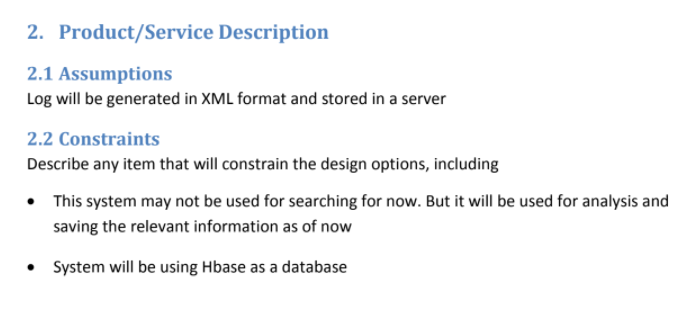 2. Product/Service Description
2.1 Assumptions
Log will be generated in XML format and stored in a server
2.2 Constraints
Describe any item that will constrain the design options, including
• This system may not be used for searching for now. But it will be used for analysis and
saving the relevant information as of now
• System will be using Hbase as a database